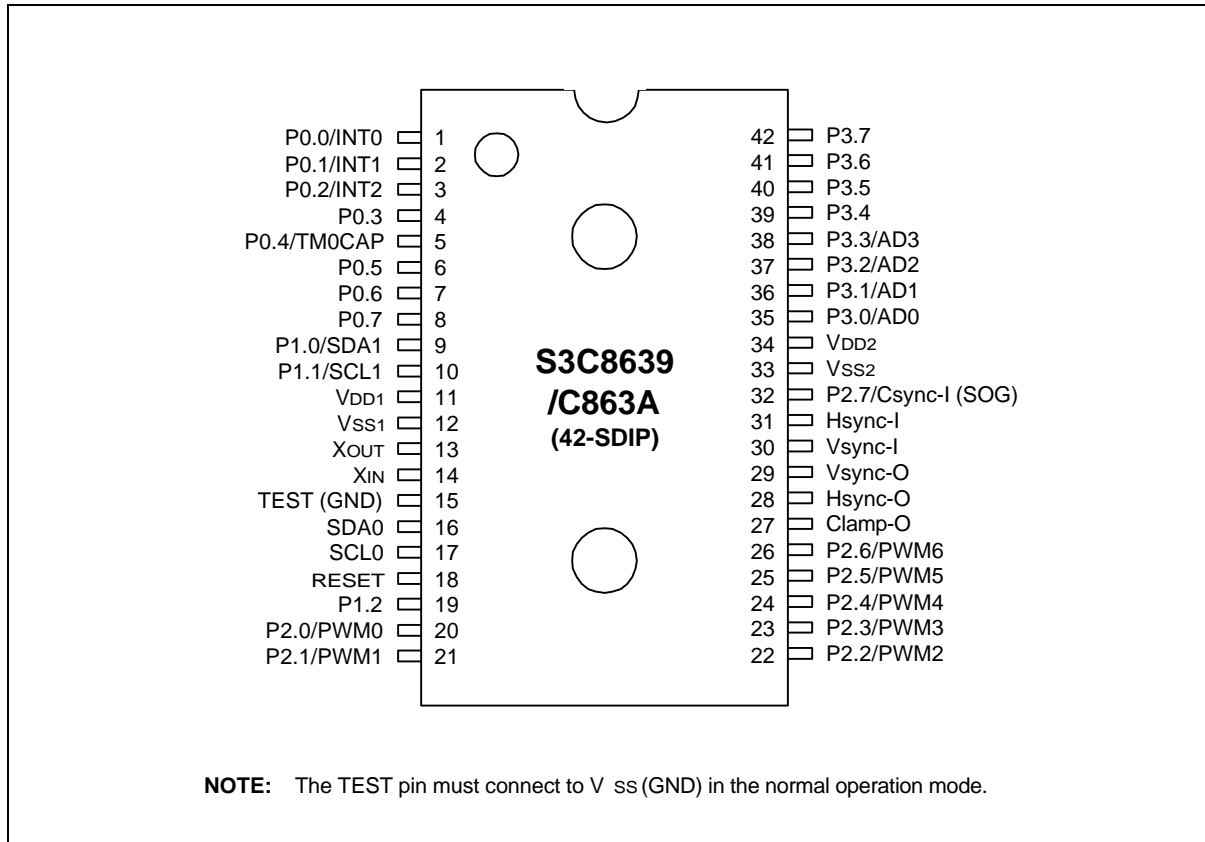 P0.0/INT0 1
P0.1/INT1 2
P0.2/INT2 3
P0.3 4
P0.4/TM0CAP 5
P0.5 6
P0.6 7
P0.7 8
P1.0/SDA1 9
P1.1/SCL1 10
VDD1 11
VSS1 12
XOUT 13
XIN 14
TEST (GND) 15
SDA0 16
SCL0 17
RESET 18
P1.2 19
P2.0/PWM0 20
P2.1/PWM1 21
S3C8639
/C863A
(42-SDIP)
42 P3.7
41 P3.6
40 P3.5
39 P3.4
38 P3.3/AD3
37 P3.2/AD2
36 P3.1/AD1
35 P3.0/AD0
34 VDD2
33 VSS2
32 P2.7/Csync-I (SOG)
31 Hsync-I
30 Vsync-I
29 Vsync-O
28 Hsync-O
27 Clamp-O
26 P2.6/PWM6
25 P2.5/PWM5
24 P2.4/PWM4
23 P2.3/PWM3
22 P2.2/PWM2
NOTE: The TEST pin must connect to V SS (GND) in the normal operation mode.